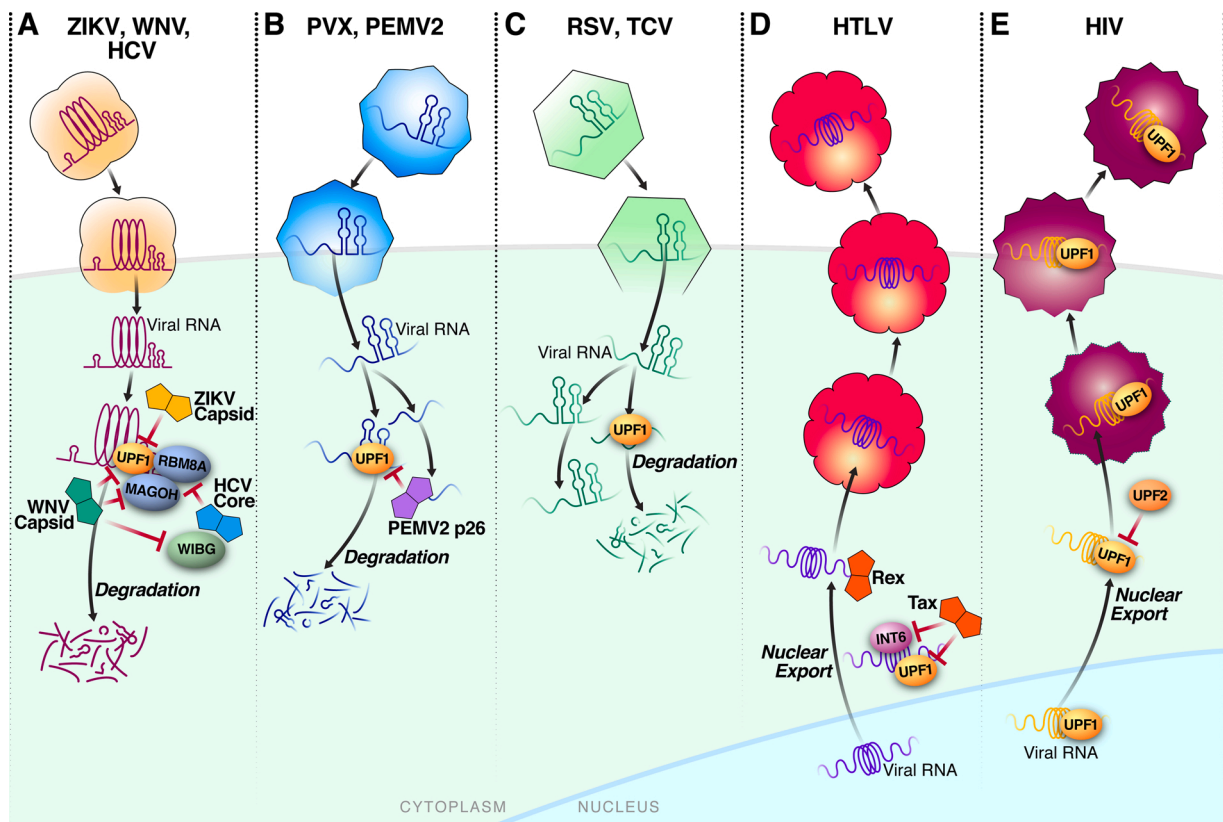 A
ZIKV, WNV,
HCV
B
PVX, PEMV2
C
RSV, TCV
D
HTLV
E
HIV
Viral RNA
ZIKV
Capsid
UPF1
RBM8A
MAGOH
HCV
Core
WNV
Capsid
WIBG
Degradation
Viral RNA
UPF1
PEMV2 p26
Degradation
Viral RNA
UPF1
Degradation
Rex
Tax
INT6
UPF1
Nuclear
Export
Viral RNA
UPF1
UPF1
UPF1
UPF2
UPF1
Nuclear
Export
UPF1
Viral RNA
CYTOPLASM
NUCLEUS